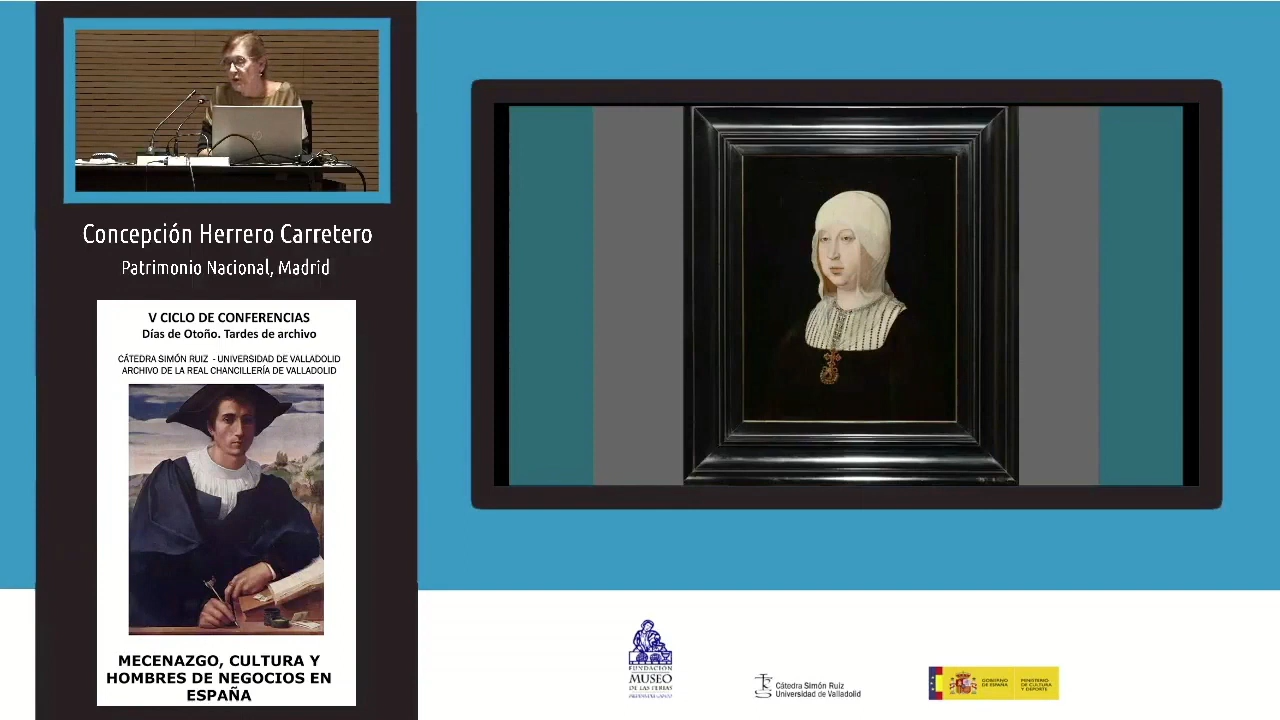 Concepción Herrero Carretero
Patrimonio Nacional, Madrid
V CICLO DE CONFERENCIAS
Días de Otoño. Tardes de archivo
CÁTEDRA SIMÓN RUIZ - UNIVERSIDAD DE VALLADOLID
ARCHIVO DE LA REAL CHANCILLERÍA DE VALLADOLID
MECENAZGO, CULTURA Y
HOMBRES DE NEGOCIOS EN
ESPAÑA
FUNDACIÓN
MUSEO
DE LAS FERIAS
Cátedra Simón Ruiz
Universidad de Valladolid
GOBIERNO
DE ESPAÑA
MINISTERIO
DE CULTURA
Y DEPORTE